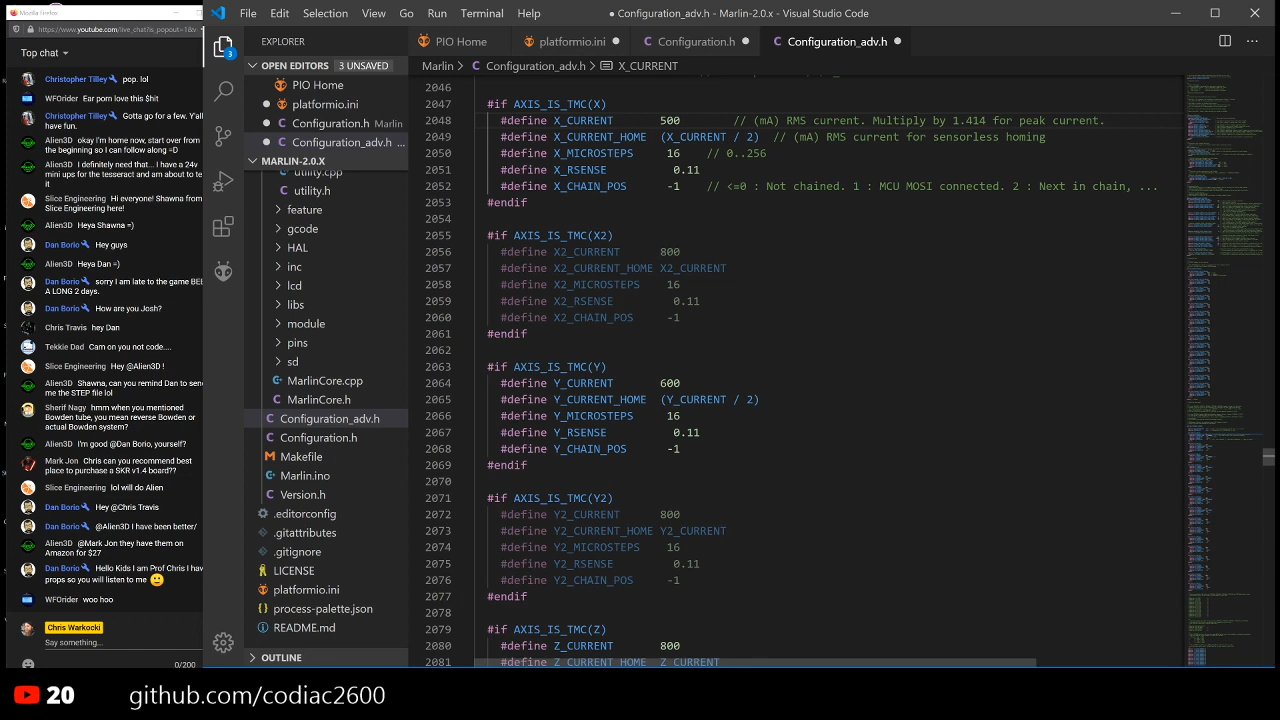 Mozilla Firefox
https://www.youtube.com/live_chat?is_popout=1&v
Top chat
Christopher Tilley pop. lol
WFOrider Ear porn love this $hit
Christopher Tilley Gotta go for a few. Y'all
have fun.
Alien3D okay I'm home now, start over from
the beginning so I can follow along =D
Alien3D I definitely need that... I have a 24v
mini ups for the tesseract and am about to te
it
Slice Engineering Hi everyone! Shawna from
Slice Engineering here!
Alien3D Heya Shawna =)
Dan Borio Hey guys
Alien3D Heya Dan =)
Dan Borio sorry I am late to the game BEE
A LONG 2 days.
Dan Borio How are you Josh?
Chris Travis hey Dan
Tekkie Dad Cam on you not code....
Slice Engineering Hey @Alien3D !
Alien3D Shawna, can you remind Dan to send
me the STEP file lol
Sherif Nagy hmm when you mentioned
Bowden tube, you mean reverse Bowden or
actual Bowden system?
Alien3D I'm good @Dan Borio, yourself?
Mark Jon Chris can you recommend best
place to purchase a SKR v1.4 board??
Slice Engineering lol will do Alien
Dan Borio Hey @Chris Travis
Dan Borio @Alien3D I have been better/
Alien3D @Mark Jon they have them on
Amazon for $27
Dan Borio Hello Kids I am Prof Chris I hav
props so you will listen to me
WFOrider woo hoo
Chris Warkocki
Say something...
0/200
File
Selection View Go Run
Help
● Configuration_adv.h - Marlin-2.0.x - Visual Studio Code
EXPLORER
OPEN EDITORS 3 UNSAVED
PIO Home
platformio.ini
Configuration.h Marlin
Configuration_adv.h ...
MARLIN-2.0.X
utility.cpp
utility.h
feature
gcode
HAL
inc
lcd
libs
module
pins
sd
MarlinCore.cpp
MarlinCore.h
Configuration_adv.h
Configuration.h
Makefile
Marlin.ino
Version.h
.editorconfig
.gitattributes
.gitignore
LICENSE
platformio.ini
process-palette.json
README.md
OUTLINE
3
PIO Home platformio.ini Configuration.h Configuration_adv.h
Marlin > Configuration_adv.h > X_CURRENT
2046
2047 #if AXIS_IS_TMC(X)
X_CURRENT 500 // (mA) RMS current. Multiply by 1.414 for peak current.
X_CURRENT_HOME (X_CURRENT / 2) // (mA) RMS current for sensorless homing
X_MICROSTEPS
X_RSENSE 0.11
X_CHAIN_POS -1 // <=0 : Not chained. 1 : MCU MOSI connected. 2 : Next in chain, ...
2053 #endif
2054
2055 #if AXIS_IS_TMC(X2)
2056 #define X2_CURRENT 800
2057 #define X2_CURRENT_HOME X2_CURRENT
2058 #define X2_MICROSTEPS 16
2059 #define X2_RSENSE 0.11
2060 #define X2_CHAIN_POS -1
2061 #endif
2062
2063 #if AXIS_IS_TMC(Y)
2064 #define Y_CURRENT 800
2065 #define Y_CURRENT_HOME (Y_CURRENT / 2)
2066 #define Y_MICROSTEPS 16
2067 #define Y_RSENSE 0.11
2068 #define Y_CHAIN_POS -1
2069 #endif
2070
2071 #if AXIS_IS_TMC(Y2)
2072 #define Y2_CURRENT 800
2073 #define Y2_CURRENT_HOME Y2_CURRENT
2074 #define Y2_MICROSTEPS 16
2075 #define Y2_RSENSE 0.11
2076 #define Y2_CHAIN_POS -1
2077 #endif
2078
2079 #if AXIS_IS_TMC(Z)
2080 #define Z_CURRENT 800
2081 #define Z_CURRENT_HOME Z_CURRENT
20 github.com/codiac2600